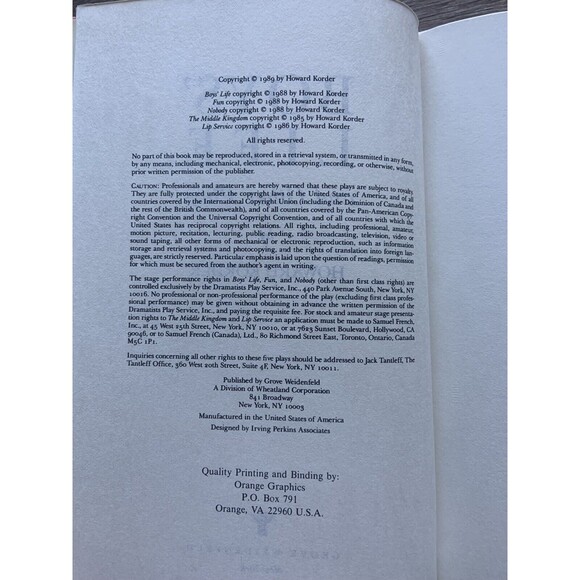 Copyright © 1989 by Howard Korder
Boys' Life copyright © 1988 by Howard Korder
Fun copyright © 1988 by Howard Korder
Nobody copyright © 1988 by Howard Korder
The Middle Kingdom copyright © 1985 by Howard Korder
Lip Service copyright © 1986 by Howard Korder
All rights reserved.
No part of this book may be reproduced, stored in a retrieval system, or transmitted in any form,
by any means, including mechanical, electronic, photocopying, recording, or otherwise, without
prior written permission of the publisher.
CAUTION: Professionals and amateurs are hereby warned that these plays are subject to royalty.
They are fully protected under the copyright laws of the United States of America, and of all
countries covered by the International Copyright Union (including the Dominion of Canada and
the rest of the British Commonwealth), and of all countries covered by the Pan-American Copy-
right Convention and the Universal Copyright Convention, and of all countries with which the
United States has reciprocal copyright relations. All rights, including professional, amateur,
motion picture, recitation, lecturing, public reading, radio broadcasting, television, video or
sound taping, all other forms of mechanical or electronic reproduction, such as information
storage and retrieval systems and photocopying, and the rights of translation into foreign lan-
guages, are strictly reserved. Particular emphasis is laid upon the question of readings, permission
for which must be secured from the author's agent in writing.
The stage performance rights in Boys' Life, Fun, and Nobody (other than first class rights) are
controlled exclusively by the Dramatists Play Service, Inc., 440 Park Avenue South, New York, NY
10016. No professional or non-professional performance of the play (excluding first class profes-
sional performance) may be given without obtaining in advance the written permission of the
Dramatists Play Service, Inc., and paying the requisite fee. For stock and amateur stage presenta-
tion rights to The Middle Kingdom and Lip Service an application must be made to Samuel French,
Inc., at 45 West 25th Street, New York, NY 10010, or at 7623 Sunset Boulevard, Hollywood, CA
90046, or to Samuel French (Canada), Ltd., 80 Richmond Street East, Toronto, Ontario, Canada
M5C 1P1.
Inquiries concerning all other rights to these five plays should be addressed to Jack Tantleff, The
Tantleff Office, 360 West 20th Street, Suite 4F, New York, NY 10011.
Published by Grove Weidenfeld
A Division of Wheatland Corporation
841 Broadway
New York, NY 10003
Manufactured in the United States of America
Designed by Irving Perkins Associates
Quality Printing and Binding by:
Orange Graphics
P.O. Box 791
Orange, VA 22960 U.S.A.